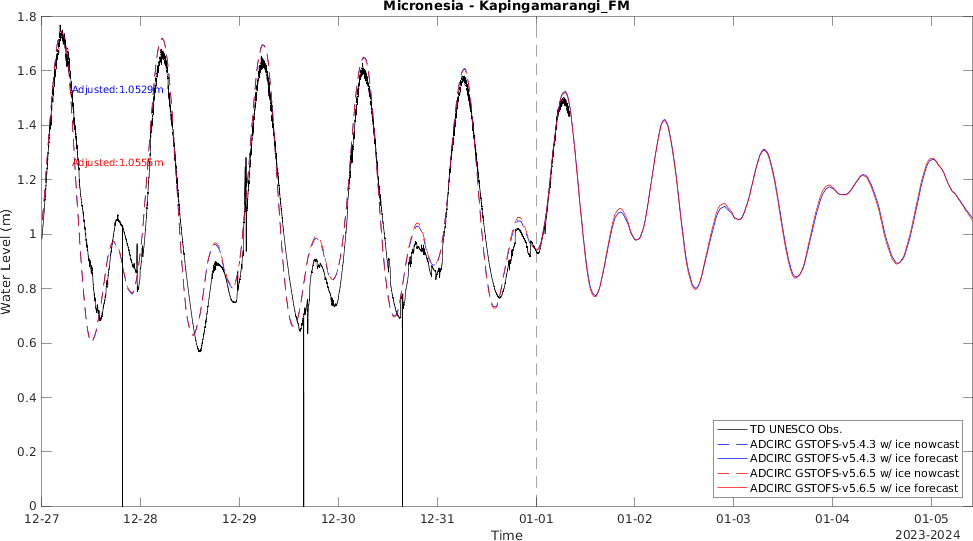 Micronesia - Kapingamarangi_FM
1.8
1.6
1.4
1.2
1
0.8
0.6
0.4
0.2
0
Water Level (m)
Adjusted:1.0529m
Adjusted:1.0555m
TD UNESCO Obs.
ADCIRC GSTOFS-v5.4.3 w/ ice nowcast
ADCIRC GSTOFS-v5.4.3 w/ ice forecast
ADCIRC GSTOFS-v5.6.5 w/ ice nowcast
ADCIRC GSTOFS-v5.6.5 w/ ice forecast
12-27 12-28 12-29 12-30 12-31 01-01 01-02 01-03 01-04 01-05
Time
2023-2024